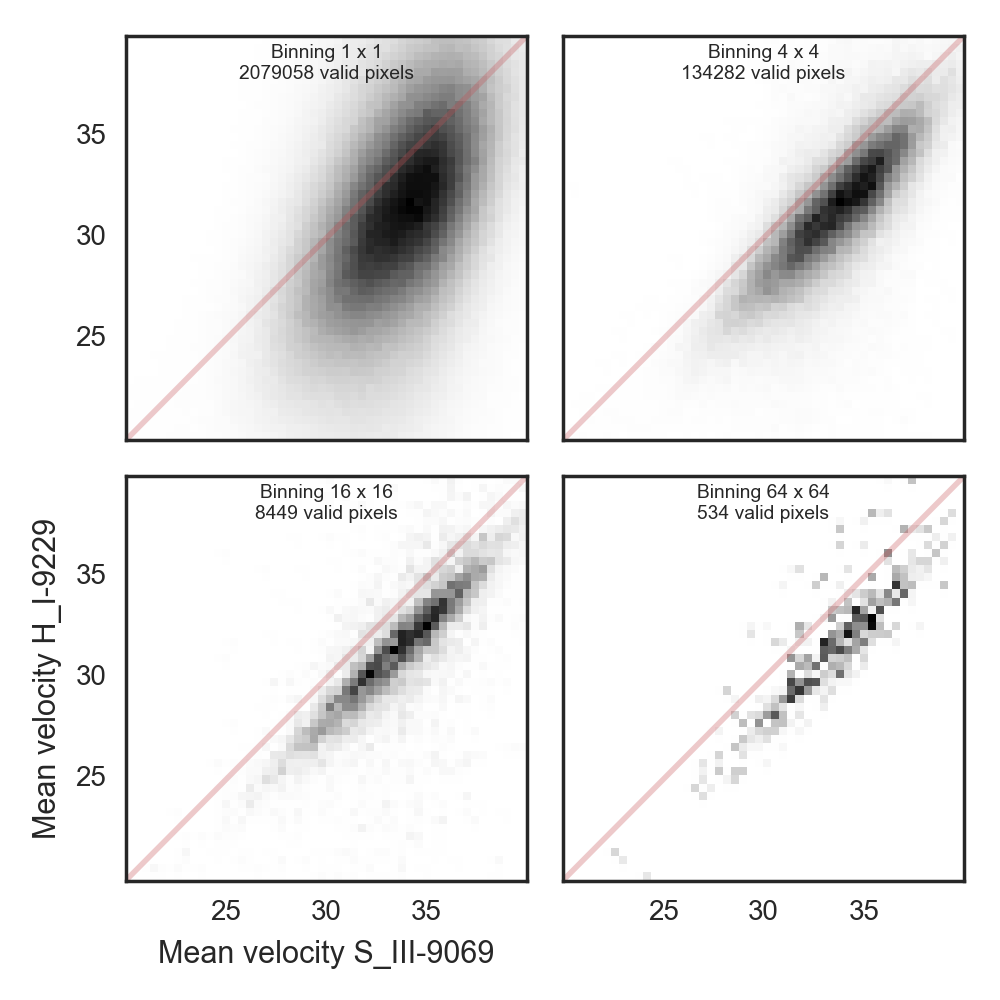 Binning 1 x 1
2079058 valid pixels
Binning 4 x 4
134282 valid pixels
35
30
25
Binning 16 x 16
8449 valid pixels
Binning 64 x 64
534 valid pixels
Mean velocity H_I-9229
35
30
25
25 30 35
25 30 35
Mean velocity S_III-9069